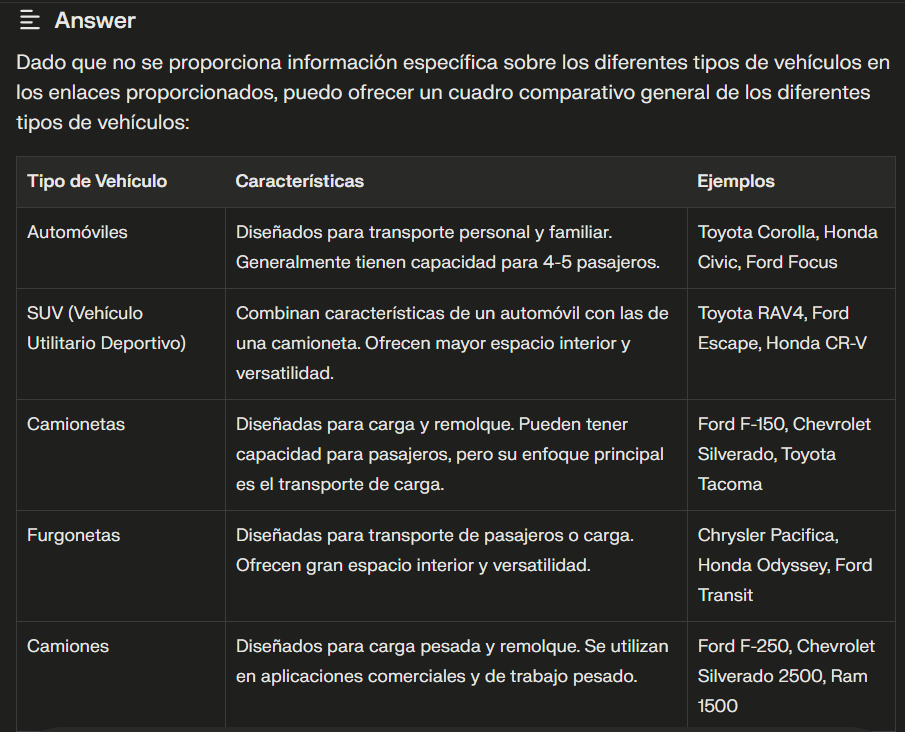 Answer
Dado que no se proporciona información específica sobre los diferentes tipos de vehículos en
los enlaces proporcionados, puedo ofrecer un cuadro comparativo general de los diferentes
tipos de vehículos:
Tipo de Vehículo Características Ejemplos
Automóviles
Diseñados para transporte personal y familiar.
Generalmente tienen capacidad para 4-5 pasajeros.
Toyota Corolla, Honda
Civic, Ford Focus
SUV (Vehículo
Utilitario Deportivo)
Combinan características de un automóvil con las de
una camioneta. Ofrecen mayor espacio interior y
versatilidad.
Toyota RAV4, Ford
Escape, Honda CR-V
Camionetas
Diseñadas para carga y remolque. Pueden tener
capacidad para pasajeros, pero su enfoque principal
es el transporte de carga.
Ford F-150, Chevrolet
Silverado, Toyota
Tacoma
Furgonetas
Diseñadas para transporte de pasajeros o carga.
Ofrecen gran espacio interior y versatilidad.
Chrysler Pacifica,
Honda Odyssey, Ford
Transit
Camiones
Diseñados para carga pesada y remolque. Se utilizan
en aplicaciones comerciales y de trabajo pesado.
Ford F-250, Chevrolet
Silverado 2500, Ram
1500